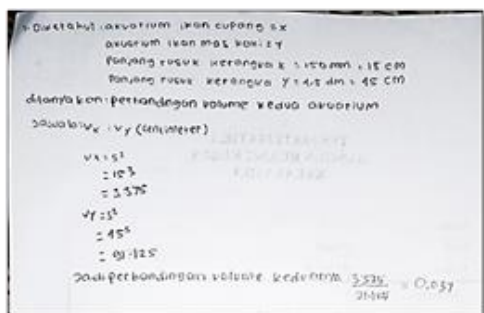 Diketahui: akuarium ikan cupang = x
akuarium ikan mas koki = y
Panjang rusuk kerangka x = 150 mm = 15 cm
Panjang rusuk kerangka y = 4,5 dm = 45 cm
ditanyakan: perbandingan volume kedua akuarium
Jawab: Vx : Vy (centimeter)
Vx = s³
= 15³
= 3.375
Vy = s³
= 45³
= 91.125
Jadi perbandingan volume keduanya = 0,037